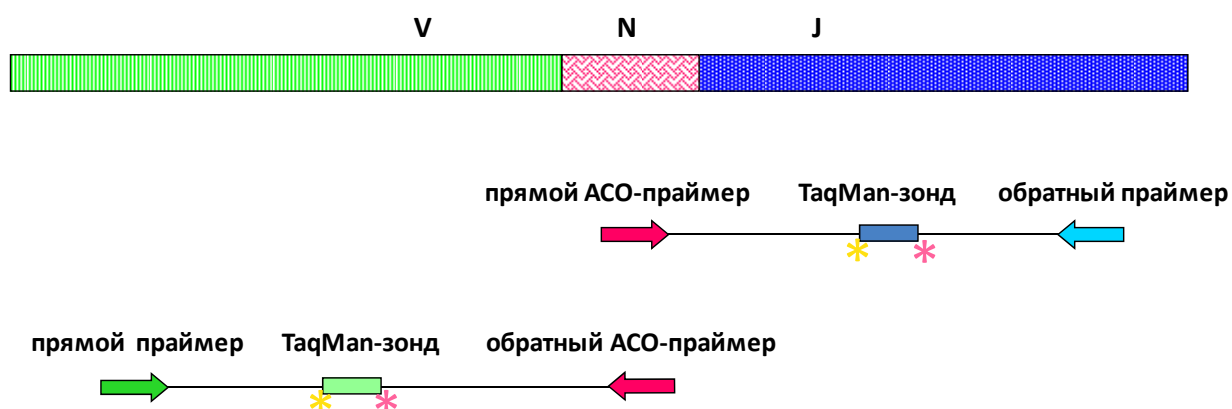 V N J
прямой АСО-праймер TaqMan-зонд обратный праймер
прямой праймер TaqMan-зонд обратный АСО-праймер